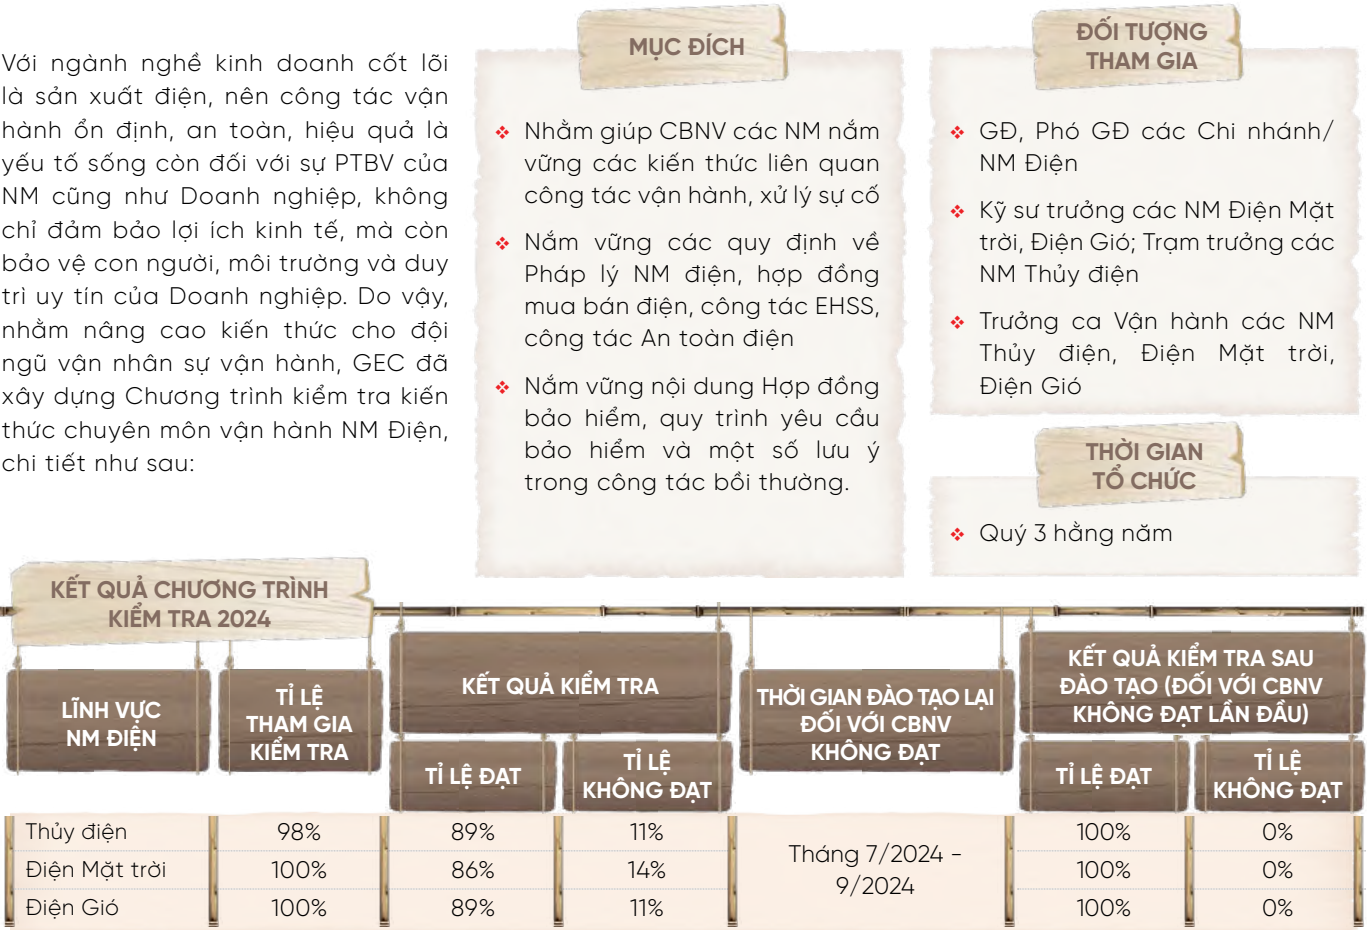 Với ngành nghề kinh doanh cốt lõi
là sản xuất điện, nên công tác vận
hành ổn định, an toàn, hiệu quả là
yếu tố sống còn đối với sự PTBV của
NM cũng như Doanh nghiệp, không
chỉ đảm bảo lợi ích kinh tế, mà còn
bảo vệ con người, môi trường và duy
trì uy tín của Doanh nghiệp. Do vậy,
nhằm nâng cao kiến thức cho đội
ngũ vận nhân sự vận hành, GEC đã
xây dựng Chương trình kiểm tra kiến
thức chuyên môn vận hành NM Điện,
chi tiết như sau:
MỤC ĐÍCH
❖ Nhằm giúp CBNV các NM nắm
vững các kiến thức liên quan
công tác vận hành, xử lý sự cố
❖ Nắm vững các quy định về
Pháp lý NM điện, hợp đồng
mua bán điện, công tác EHSS,
công tác An toàn điện
❖ Nắm vững nội dung Hợp đồng
bảo hiểm, quy trình yêu cầu
bảo hiểm và một số lưu ý
trong công tác bồi thường.
ĐỐI TƯỢNG
THAM GIA
❖ GĐ, Phó GĐ các Chi nhánh/
NM Điện
❖ Kỹ sư trưởng các NM Điện Mặt
trời, Điện Gió; Trạm trưởng các
NM Thủy điện
❖ Trưởng ca Vận hành các NM
Thủy điện, Điện Mặt trời,
Điện Gió
THỜI GIAN
TỔ CHỨC
❖ Quý 3 hằng năm
KẾT QUẢ CHƯƠNG TRÌNH
KIỂM TRA 2024
LĨNH VỰC
NM ĐIỆN
TỈ LỆ
THAM GIA
KIỂM TRA
KẾT QUẢ KIỂM TRA
TỈ LỆ ĐẠT
TỈ LỆ
KHÔNG ĐẠT
THỜI GIAN ĐÀO TẠO LẠI
ĐỐI VỚI CBNV
KHÔNG ĐẠT
KẾT QUẢ KIỂM TRA SAU
ĐÀO TẠO (ĐỐI VỚI CBNV
KHÔNG ĐẠT LẦN ĐẦU)
TỈ LỆ ĐẠT
TỈ LỆ
KHÔNG ĐẠT
Thủy điện 98% 89% 11% 100% 0%
Điện Mặt trời 100% 86% 14% 100% 0%
Điện Gió 100% 89% 11% 100% 0%
Tháng 7/2024 -
9/2024